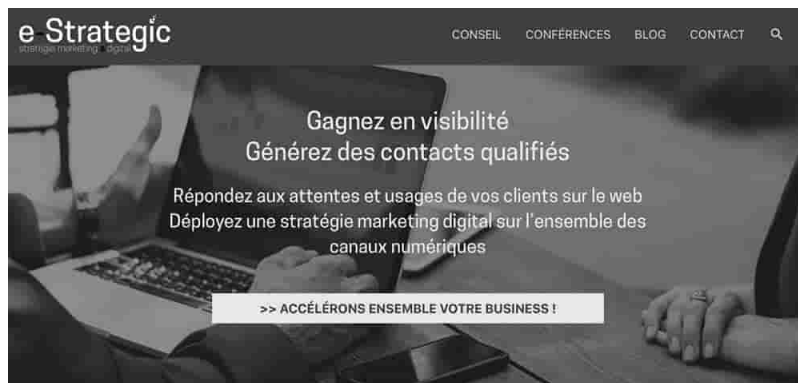 e-Strategic
stratégie marketing & digital
CONSEIL CONFÉRENCES BLOG CONTACT
Gagnez en visibilité
Générez des contacts qualifiés
Répondez aux attentes et usages de vos clients sur le web
Déployez une stratégie marketing digital sur l'ensemble des
canaux numériques
>> ACCÉLÉRONS ENSEMBLE VOTRE BUSINESS !